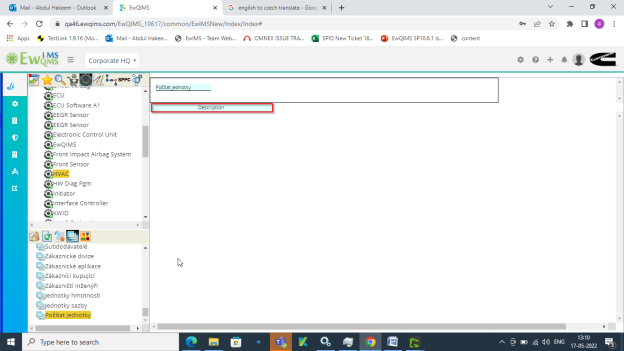 Mail - Abdul Hakeem - Outlook
EwQIMS
english to czech translate - Goo
qa46.ewqims.com/EwQIMS_10617/common/EwIMSNew/Index/Index#
Apps
TestLink 1.9.16 (Mo...
Mail - Abdul Hakee...
EwIMS - Team Web...
OMNEX ISSUE TRA...
SPID New Ticket 18...
EwQIMS SP10.6.1 Is...
content
EwQIMS
Corporate HQ
SPPC
ECU
ECU Software A1
EEGR Sensor
EEGR Sensor
Electronic Control Unit
EwQIMS
Front Impact Airbag System
Front Sensor
HVAC
HW Diag Pgm
Initiator
Interface Controller
KWID
Subdodavatelé
Zákaznické divize
Zákaznické aplikace
Zákazníci kupující
Zákazničtí inženýři
Jednotky hmotnosti
Jednotky sazby
Počítat jednotky
Počítat jednotky
Description
Type here to search
ENG
13:10
17-05-2022